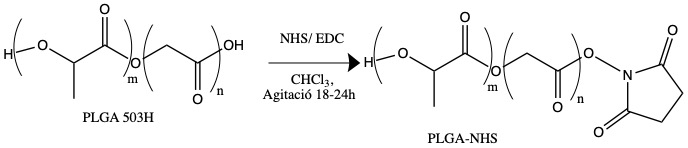 H O O O m O n OH
NHS/ EDC
CHCl3,
Agitació 18-24h
PLGA 503H
H O O O m O n O N O O
PLGA-NHS